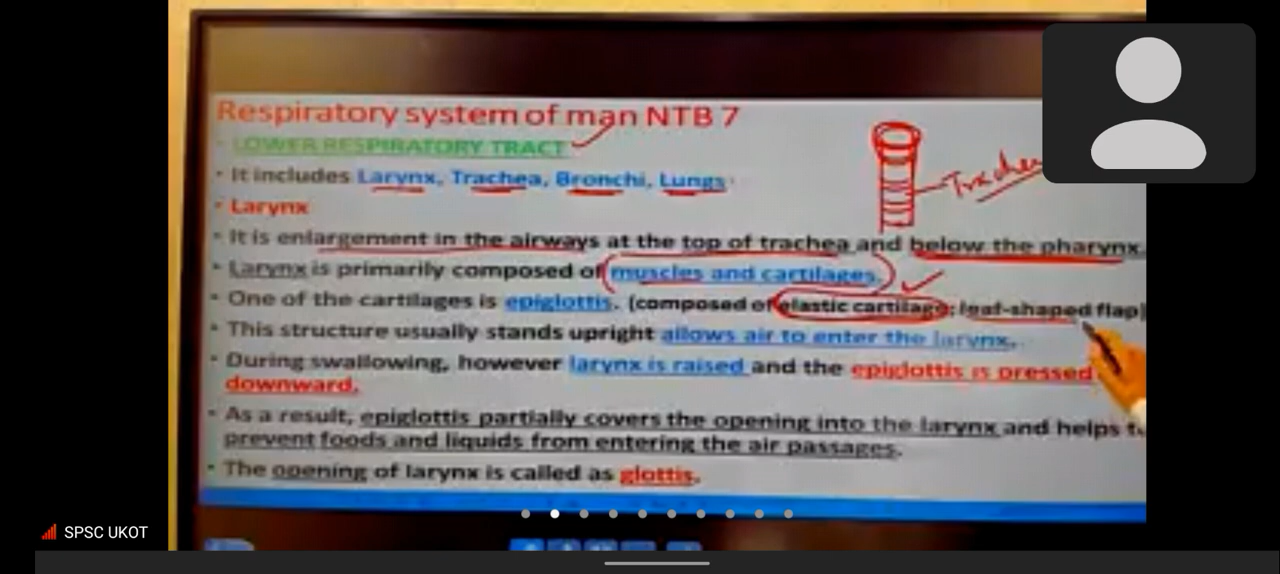 Respiratory system of man NTB 7
LOWER RESPIRATORY TRACT
• It includes Larynx, Trachea, Bronchi, Lungs
Trachea
• Larynx
• It is enlargement in the airways at the top of trachea and below the pharynx.
• Larynx is primarily composed of muscles and cartilages.
• One of the cartilages is epiglottis. (composed of elastic cartilage: leaf-shaped flap)
• This structure usually stands upright allows air to enter the larynx.
• During swallowing, however larynx is raised and the epiglottis is pressed
downward.
• As a result, epiglottis partially covers the opening into the larynx and helps
prevent foods and liquids from entering the air passages.
• The opening of larynx is called as glottis.
SPSC UKOT